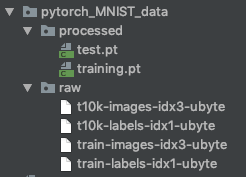 pytorch_MNIST_data
processed
test.pt
training.pt
raw
t10k-images-idx3-ubyte
t10k-labels-idx1-ubyte
train-images-idx3-ubyte
train-labels-idx1-ubyte